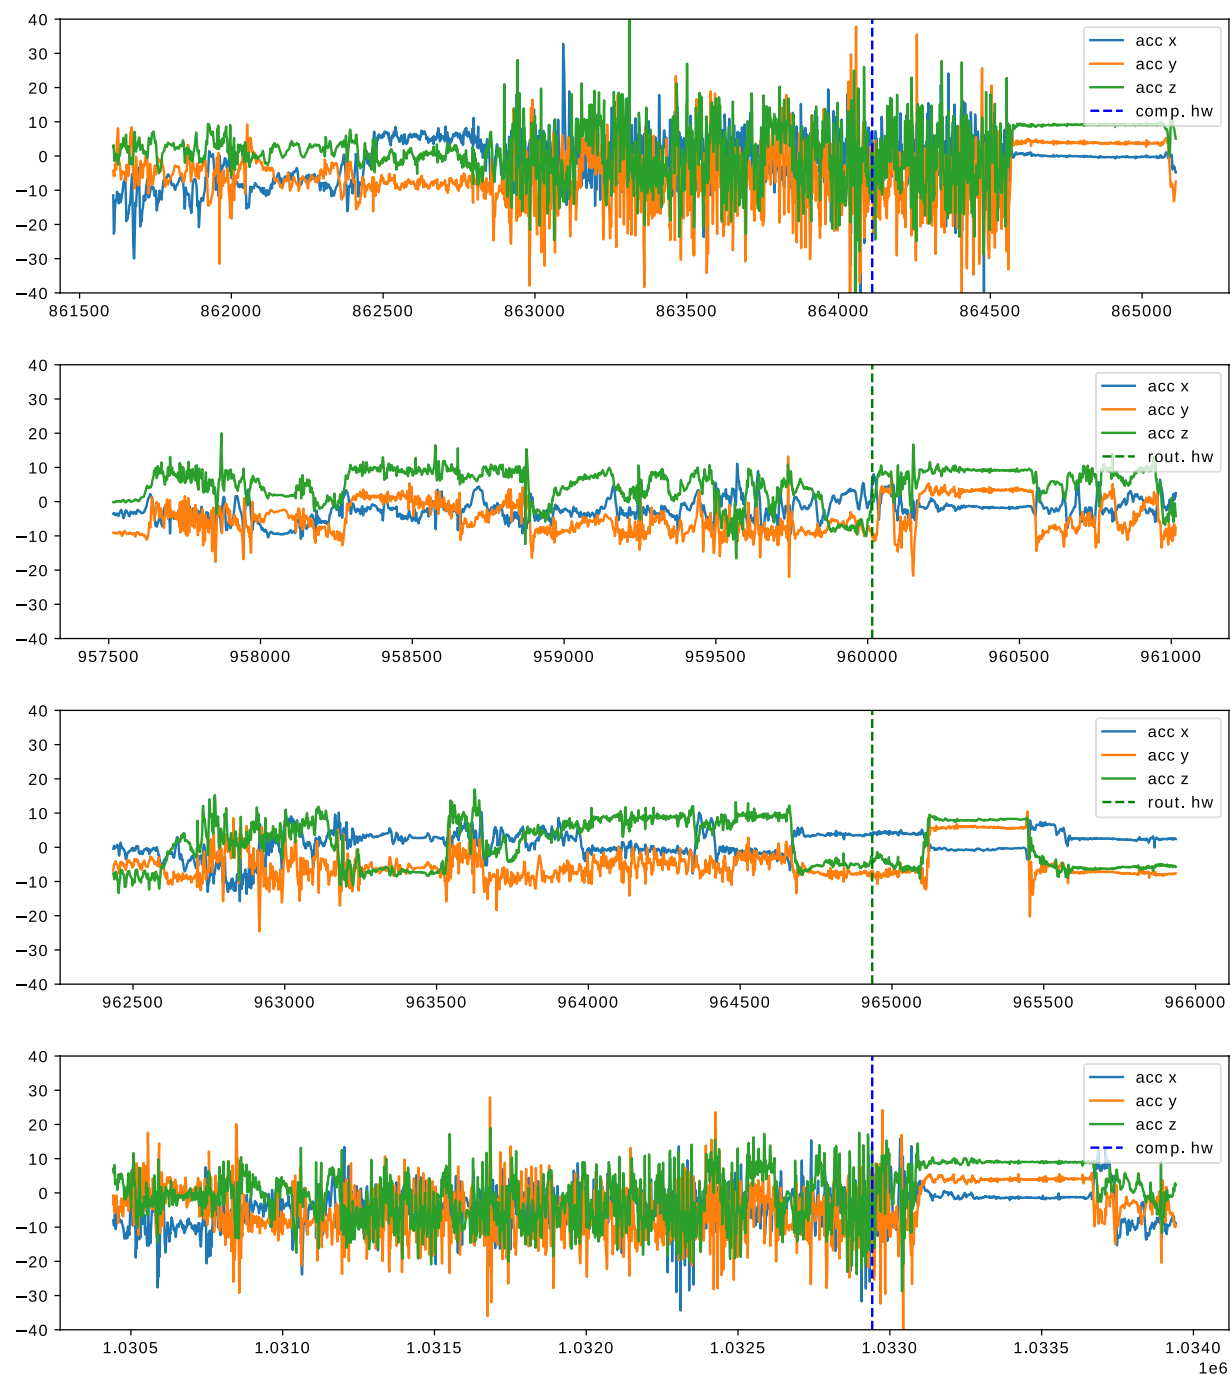 40
30
20
10
0
−10
−20
−30
−40
acc x
acc y
acc z
comp. hw
861500 862000 862500 863000 863500 864000 864500 865000
40
30
20
10
0
−10
−20
−30
−40
acc x
acc y
acc z
rout. hw
957500 958000 958500 959000 959500 960000 960500 961000
40
30
20
10
0
−10
−20
−30
−40
acc x
acc y
acc z
rout. hw
962500 963000 963500 964000 964500 965000 965500 966000
40
30
20
10
0
−10
−20
−30
−40
acc x
acc y
acc z
comp. hw
1.0305 1.0310 1.0315 1.0320 1.0325 1.0330 1.0335 1.0340
1e6